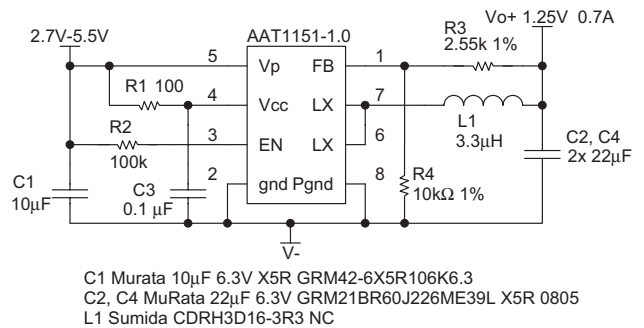 Vo+ 1.25V 0.7A
2.7V-5.5V
AAT1151-1.0
R3
2.55k 1%
5
Vp
FB
1
R1 100
4
Vcc
LX
7
L1
3.3μH
R2
100k
3
EN
LX
6
C2, C4
2x 22μF
C1
10μF
C3
0.1 μF
2
gnd Pgnd
8
R4
10kΩ 1%
V-
C1 Murata 10μF 6.3V X5R GRM42-6X5R106K6.3
C2, C4 MuRata 22μF 6.3V GRM21BR60J226ME39L X5R 0805
L1 Sumida CDRH3D16-3R3 NC